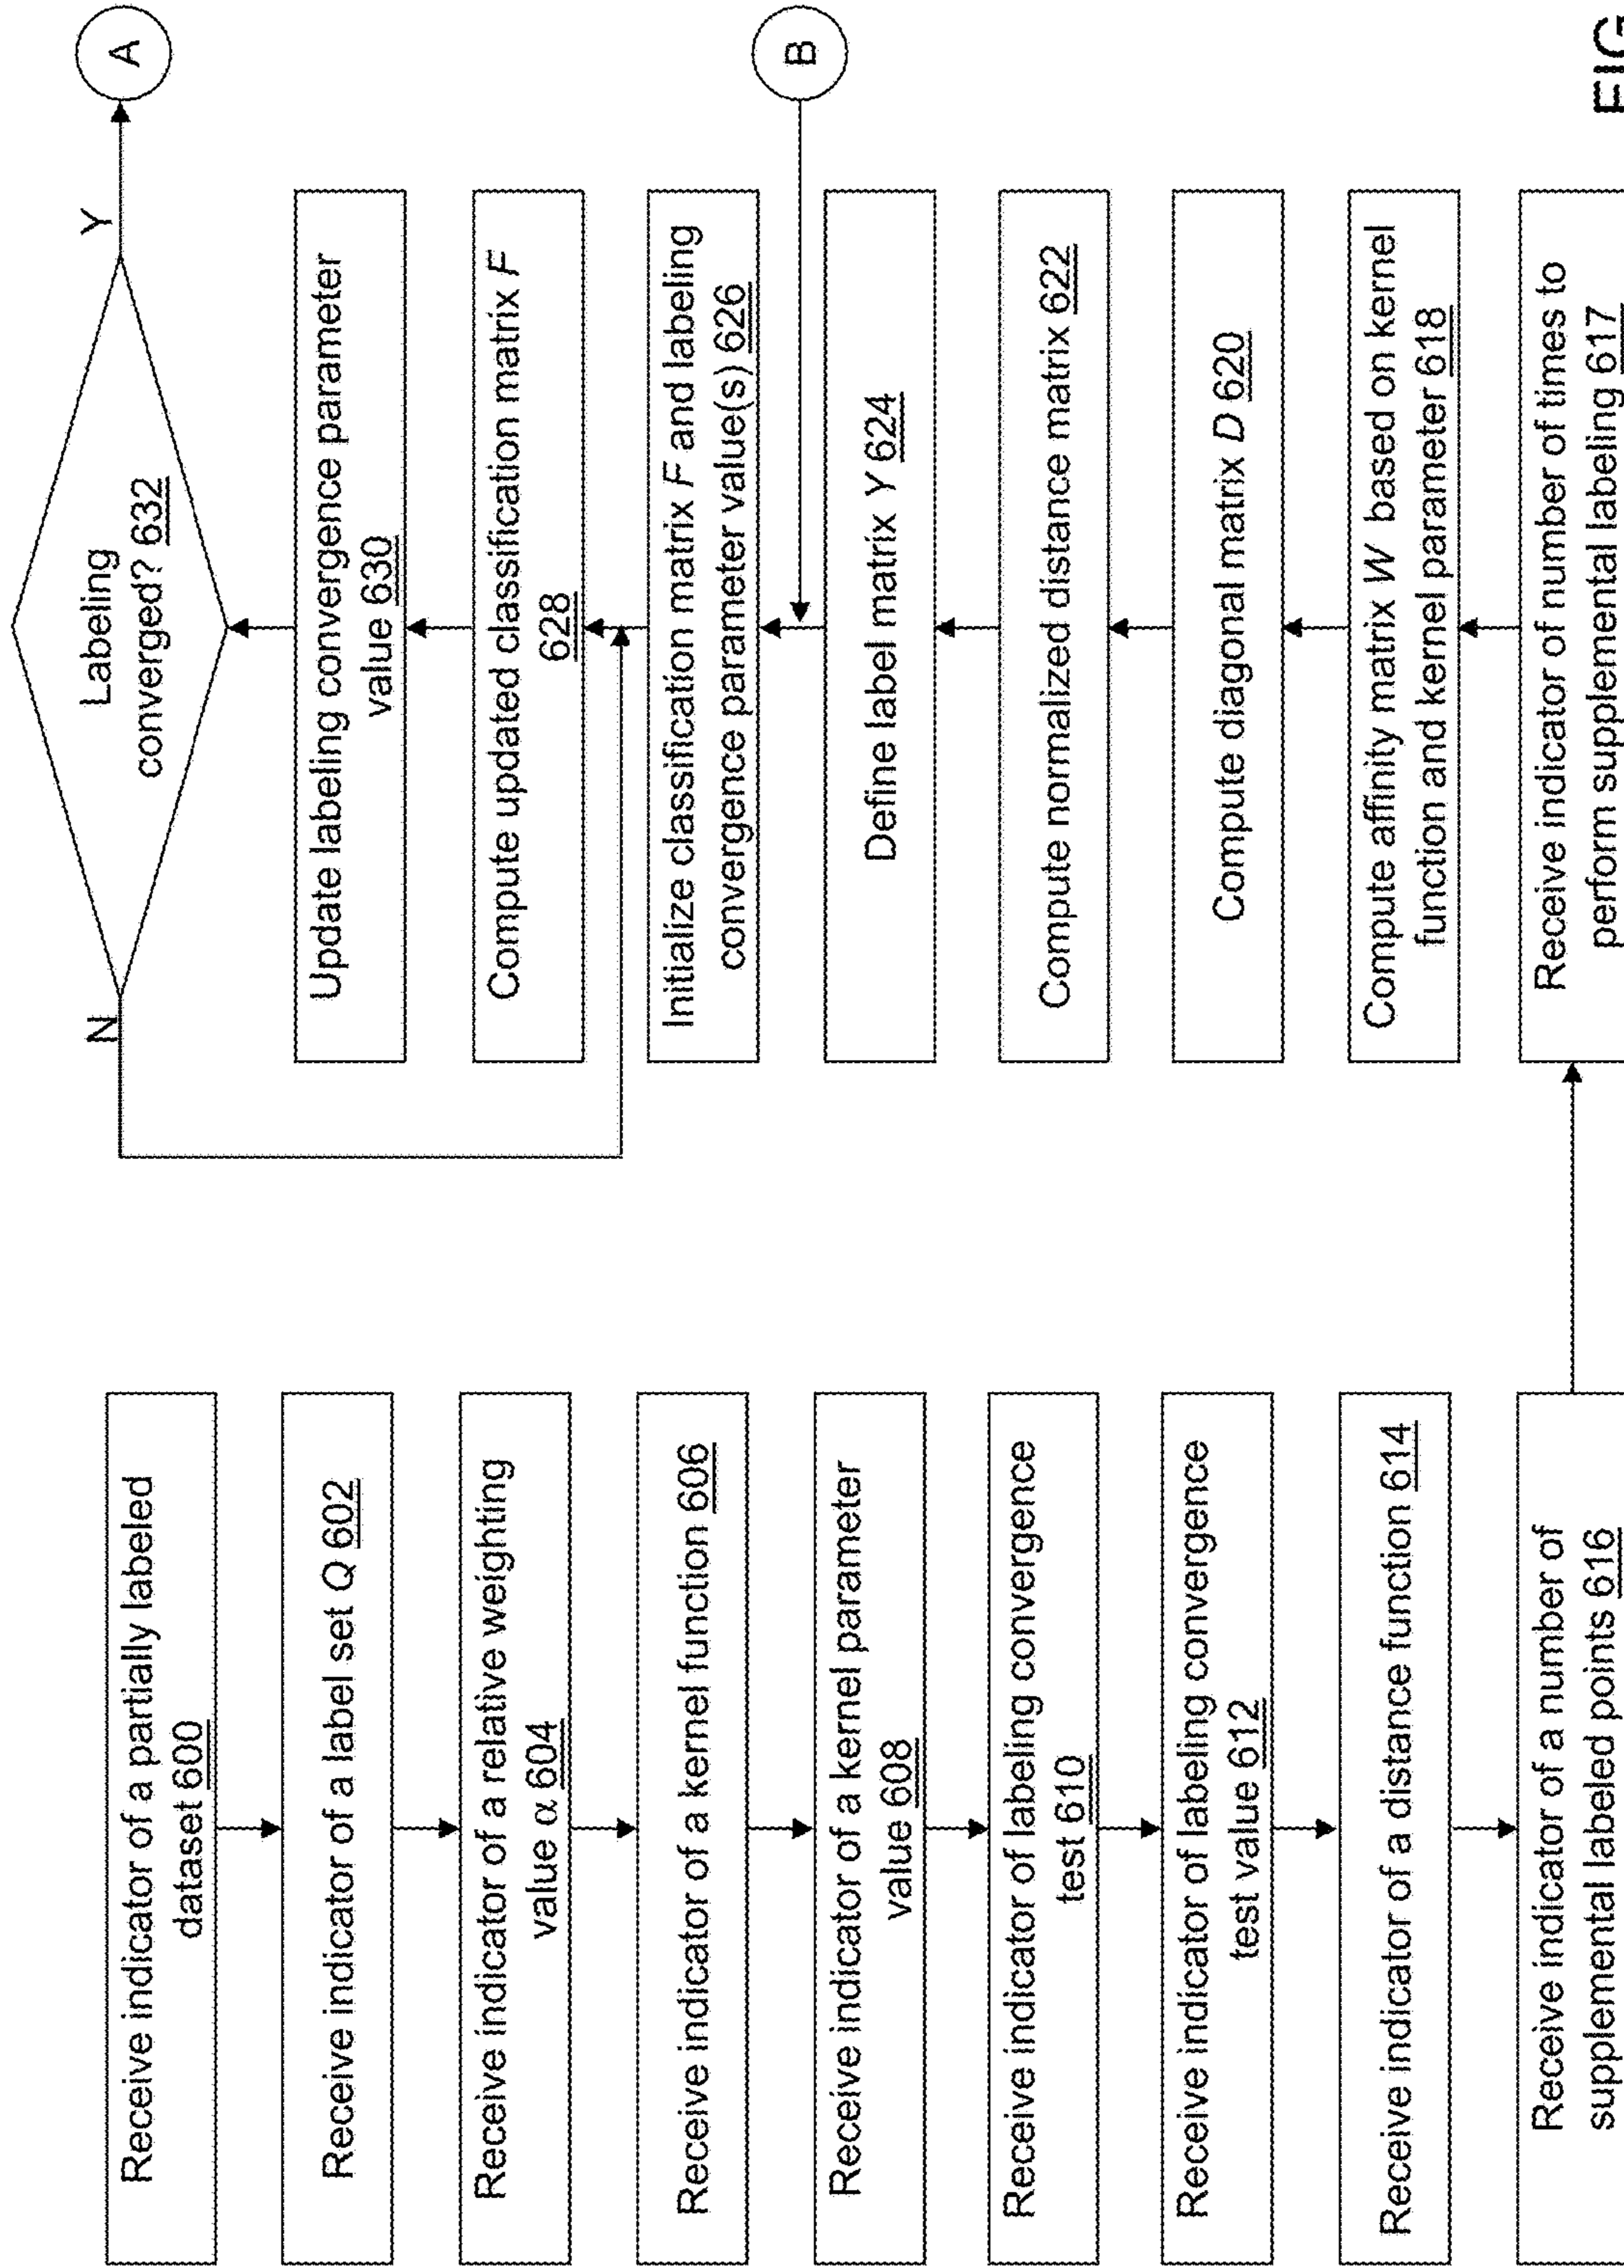 Receive indicator of a partially labeled
dataset 600
Receive indicator of a label set Q 602
Receive indicator of a relative weighting
value α 604
Receive indicator of a kernel function 606
Receive indicator of a kernel parameter
value 608
Receive indicator of labeling convergence
test 610
Receive indicator of labeling convergence
test value 612
Receive indicator of a distance function 614
Receive indicator of a number of
supplemental labeled points 616
N
Labeling
converged? 632
Y
A
Update labeling convergence parameter
value 630
Compute updated classification matrix F
628
Initialize classification matrix F and labeling
convergence parameter value(s) 626
B
Define label matrix Y 624
Compute normalized distance matrix 622
Compute diagonal matrix D 620
Compute affinity matrix W based on kernel
function and kernel parameter 618
Receive indicator of number of times to
perform supplemental labeling 617
FIG